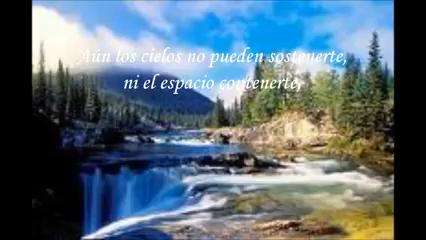 Aún los cielos no pueden sostenerte,
ni el espacio contenerte,